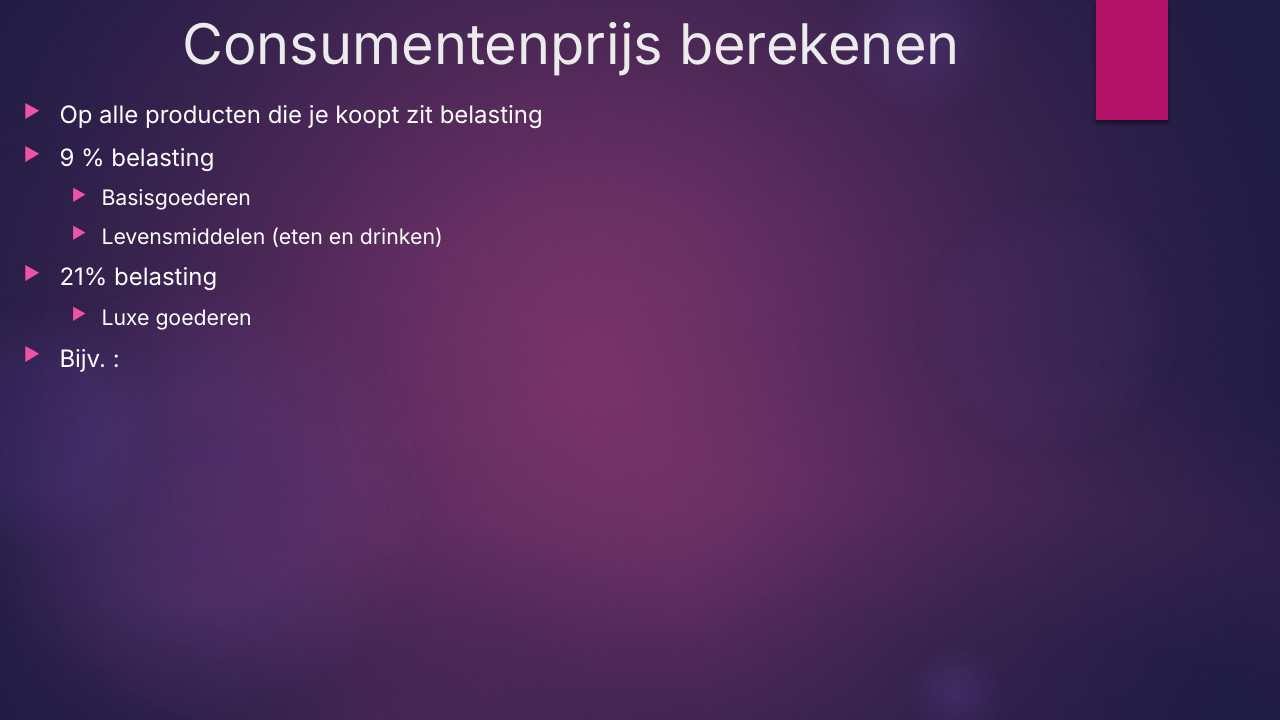 Consumentenprijs berekenen
Op alle producten die je koopt zit belasting
9 % belasting
Basisgoederen
Levensmiddelen (eten en drinken)
21% belasting
Luxe goederen
Bijv. :